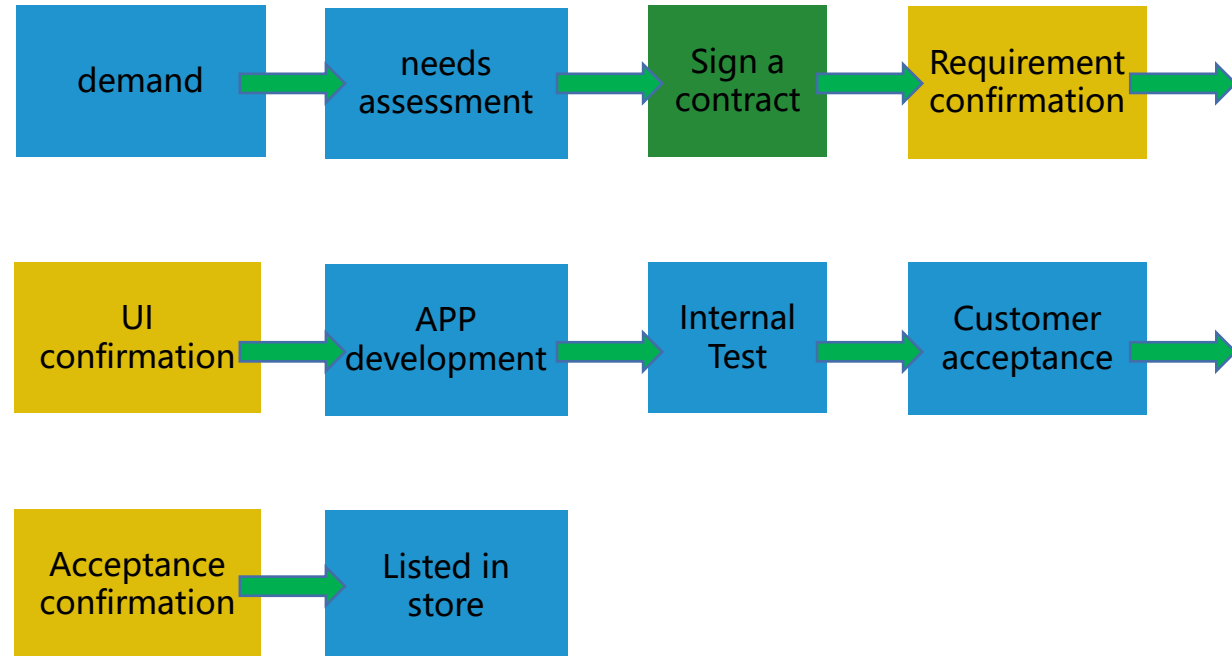 demand
needs
assessment
Sign a
contract
Requirement
confirmation
UI
confirmation
APP
development
Internal
Test
Customer
acceptance
Acceptance
confirmation
Listed in
store